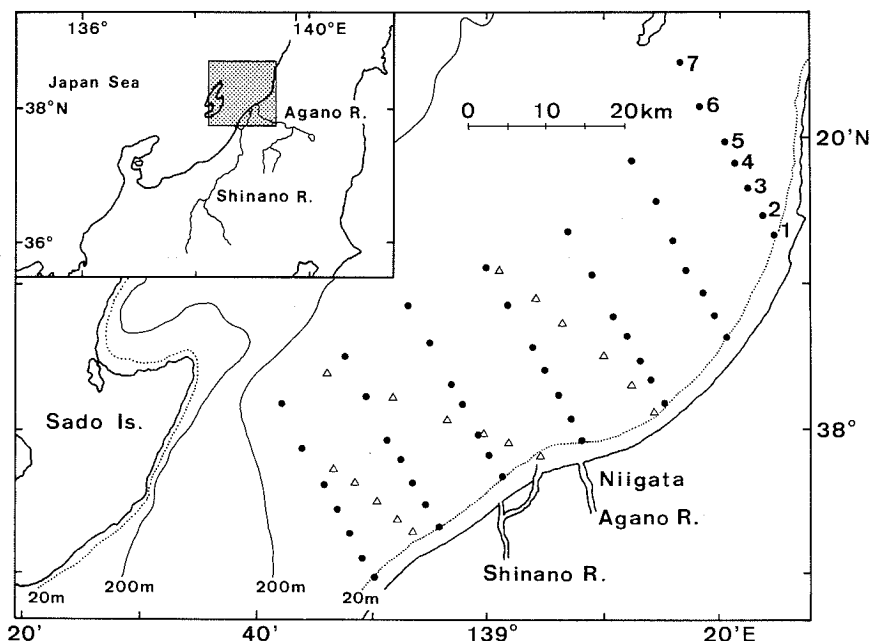 136°
140°E
Japan Sea
38°N
Agano R.
Shinano R.
36°
0 10 20km
7
6
5
4
3
2
1
20'N
38°
Sado Is.
Niigata
Agano R.
Shinano R.
20m
200m
200m
20m
20'
40'
139°
20'E